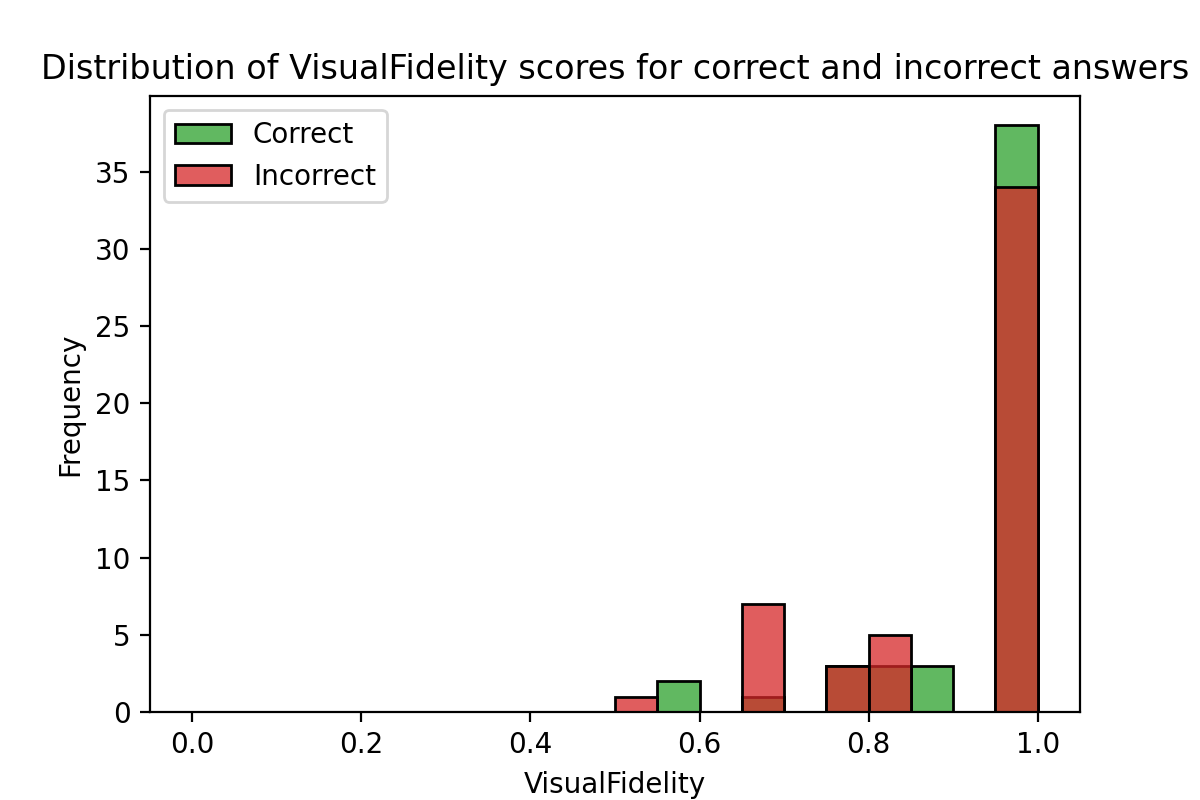 Distribution of VisualFidelity scores for correct and incorrect answers
Correct
Incorrect
35
30
25
20
15
10
5
0
Frequency
0.0 0.2 0.4 0.6 0.8 1.0
VisualFidelity